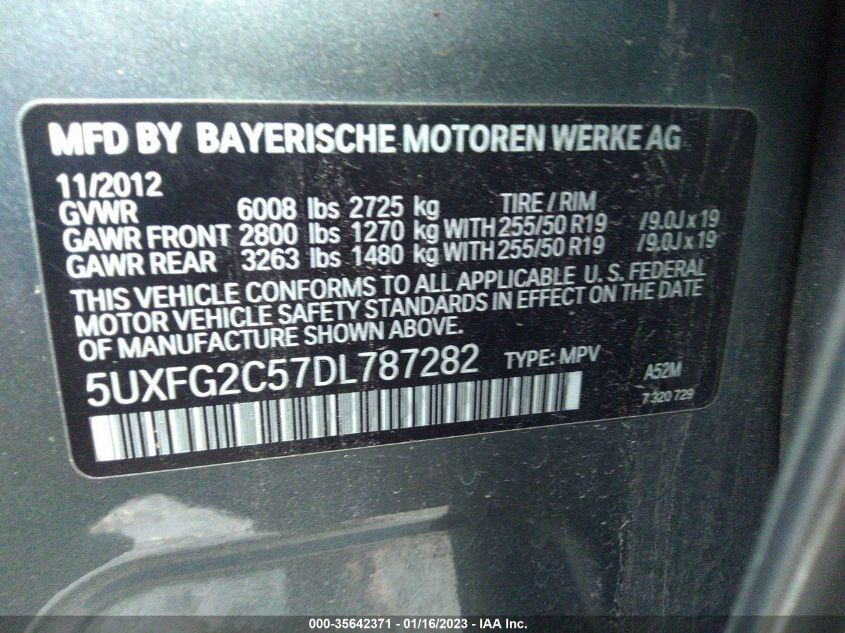 MFD BY BAYERISCHE MOTOREN WERKE AG
11/2012 TIRE / RIM
GVWR 6008 lbs 2725 kg
GAWR FRONT 2800 lbs 1270 kg WITH 255/50 R19 /9.0J x 19
GAWR REAR 3263 lbs 1480 kg WITH 255/50 R19 /9.0J x 19
THIS VEHICLE CONFORMS TO ALL APPLICABLE U.S. FEDERAL
MOTOR VEHICLE SAFETY STANDARDS IN EFFECT ON THE DATE
OF MANUFACTURE SHOWN ABOVE.
5UXFG2C57DL787282 TYPE: MPV A52M
7 320 729
000-35642371 - 01/16/2023 - IAA Inc.